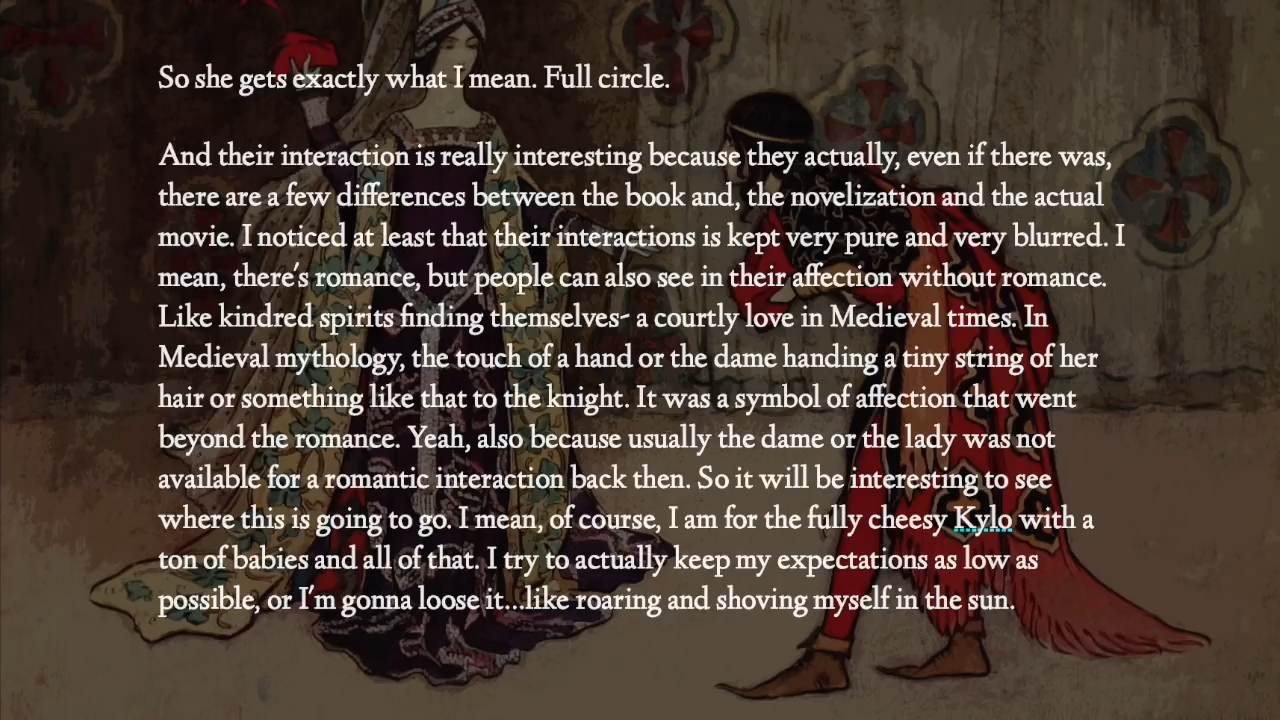 So she gets exactly what I mean. Full circle.
And their interaction is really interesting because they actually, even if there was,
there are a few differences between the book and, the novelization and the actual
movie. I noticed at least that their interactions is kept very pure and very blurred. I
mean, there's romance, but people can also see in their affection without romance.
Like kindred spirits finding themselves- a courtly love in Medieval times. In
Medieval mythology, the touch of a hand or the dame handing a tiny string of her
hair or something like that to the knight. It was a symbol of affection that went
beyond the romance. Yeah, also because usually the dame or the lady was not
available for a romantic interaction back then. So it will be interesting to see
where this is going to go. I mean, of course, I am for the fully cheesy Kylo with a
ton of babies and all of that. I try to actually keep my expectations as low as
possible, or I'm gonna loose it...like roaring and shoving myself in the sun.